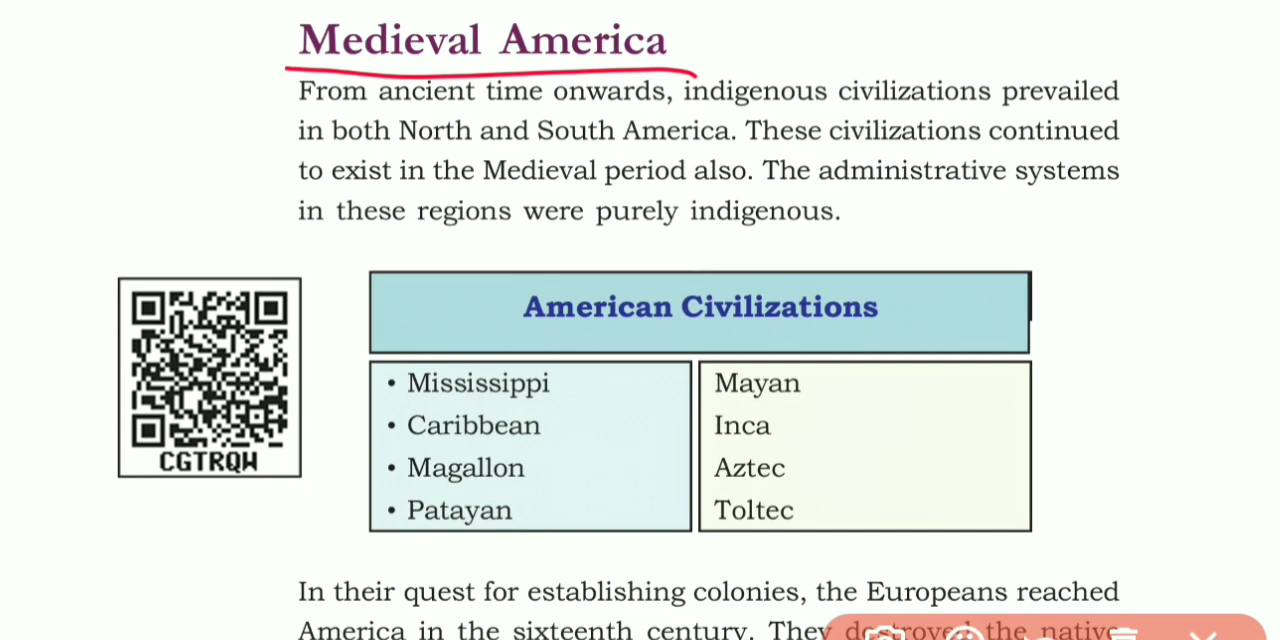 Medieval America
From ancient time onwards, indigenous civilizations prevailed
in both North and South America. These civilizations continued
to exist in the Medieval period also. The administrative systems
in these regions were purely indigenous.
American Civilizations
• Mississippi
• Caribbean
• Magallon
• Patayan
Mayan
Inca
Aztec
Toltec
CGTRQW
In their quest for establishing colonies, the Europeans reached
America in the sixteenth century. They destroyed the native